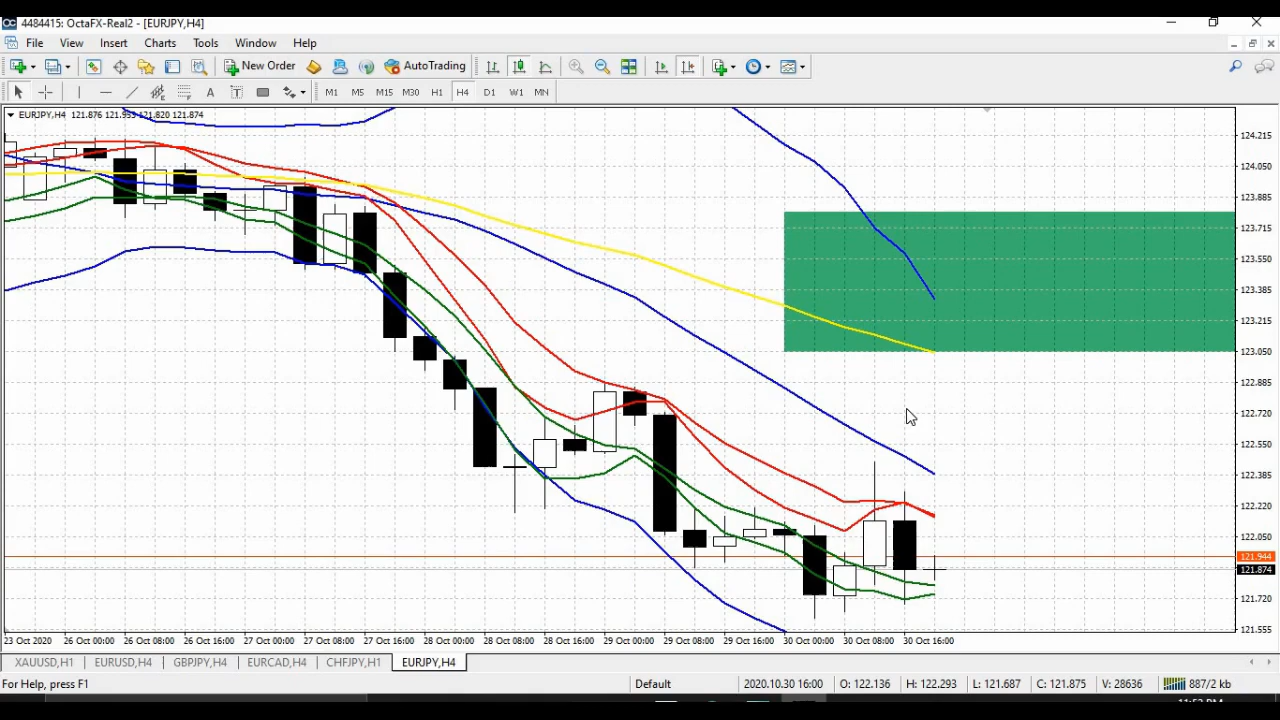 4484415: OctaFX-Real2 - [EURJPY,H4]
File View Insert Charts Tools Window Help
New Order AutoTrading
A T M1 M5 M15 M30 H1 H4 D1 W1 MN
EURJPY,H4 121.876 121.953 121.820 121.874
124.215
124.050
123.885
123.715
123.550
123.385
123.215
123.050
122.885
122.720
122.550
122.385
122.220
122.050
121.944
121.874
121.720
121.555
23 Oct 2020 26 Oct 00:00 26 Oct 08:00 26 Oct 16:00 27 Oct 00:00 27 Oct 08:00 27 Oct 16:00 28 Oct 00:00 28 Oct 08:00 28 Oct 16:00 29 Oct 00:00 29 Oct 08:00 29 Oct 16:00 30 Oct 00:00 30 Oct 08:00 30 Oct 16:00
XAUUSD,H1 EURUSD,H4 GBPJPY,H4 EURCAD,H4 CHFJPY,H1 EURJPY,H4
For Help, press F1 Default 2020.10.30 16:00 O: 122.136 H: 122.293 L: 121.687 C: 121.875 V: 28636 887/2 kb